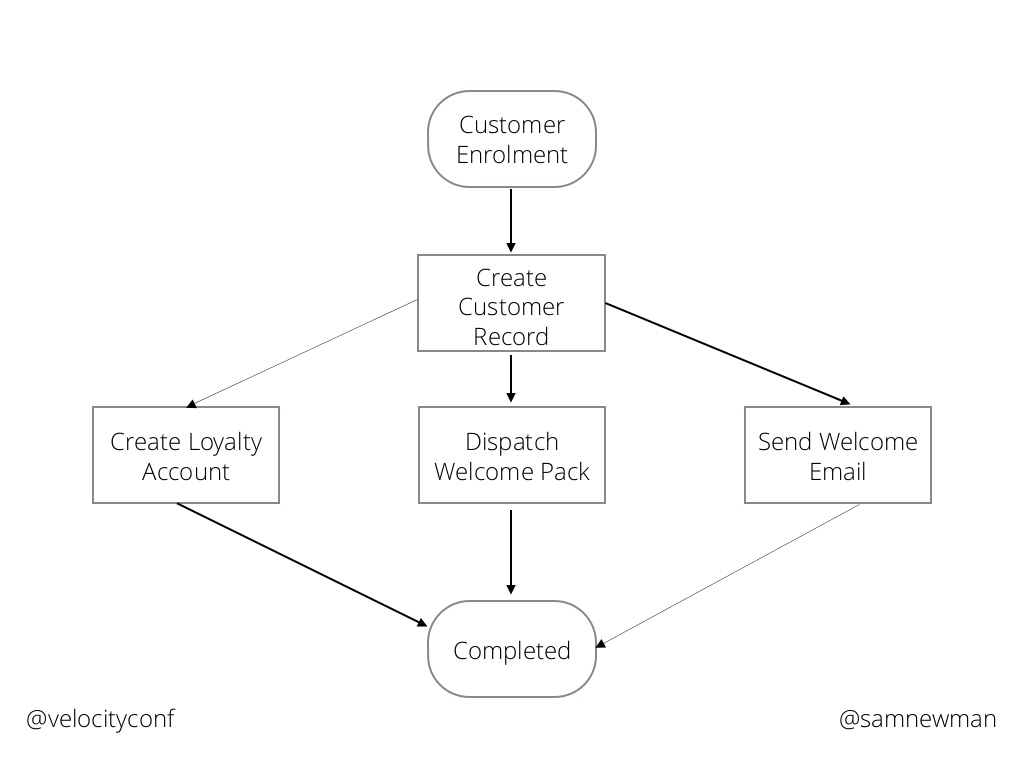 Customer
Enrolment
Create
Customer
Record
Create Loyalty
Account
Dispatch
Welcome Pack
Send Welcome
Email
Completed
@velocityconf
@samnewman